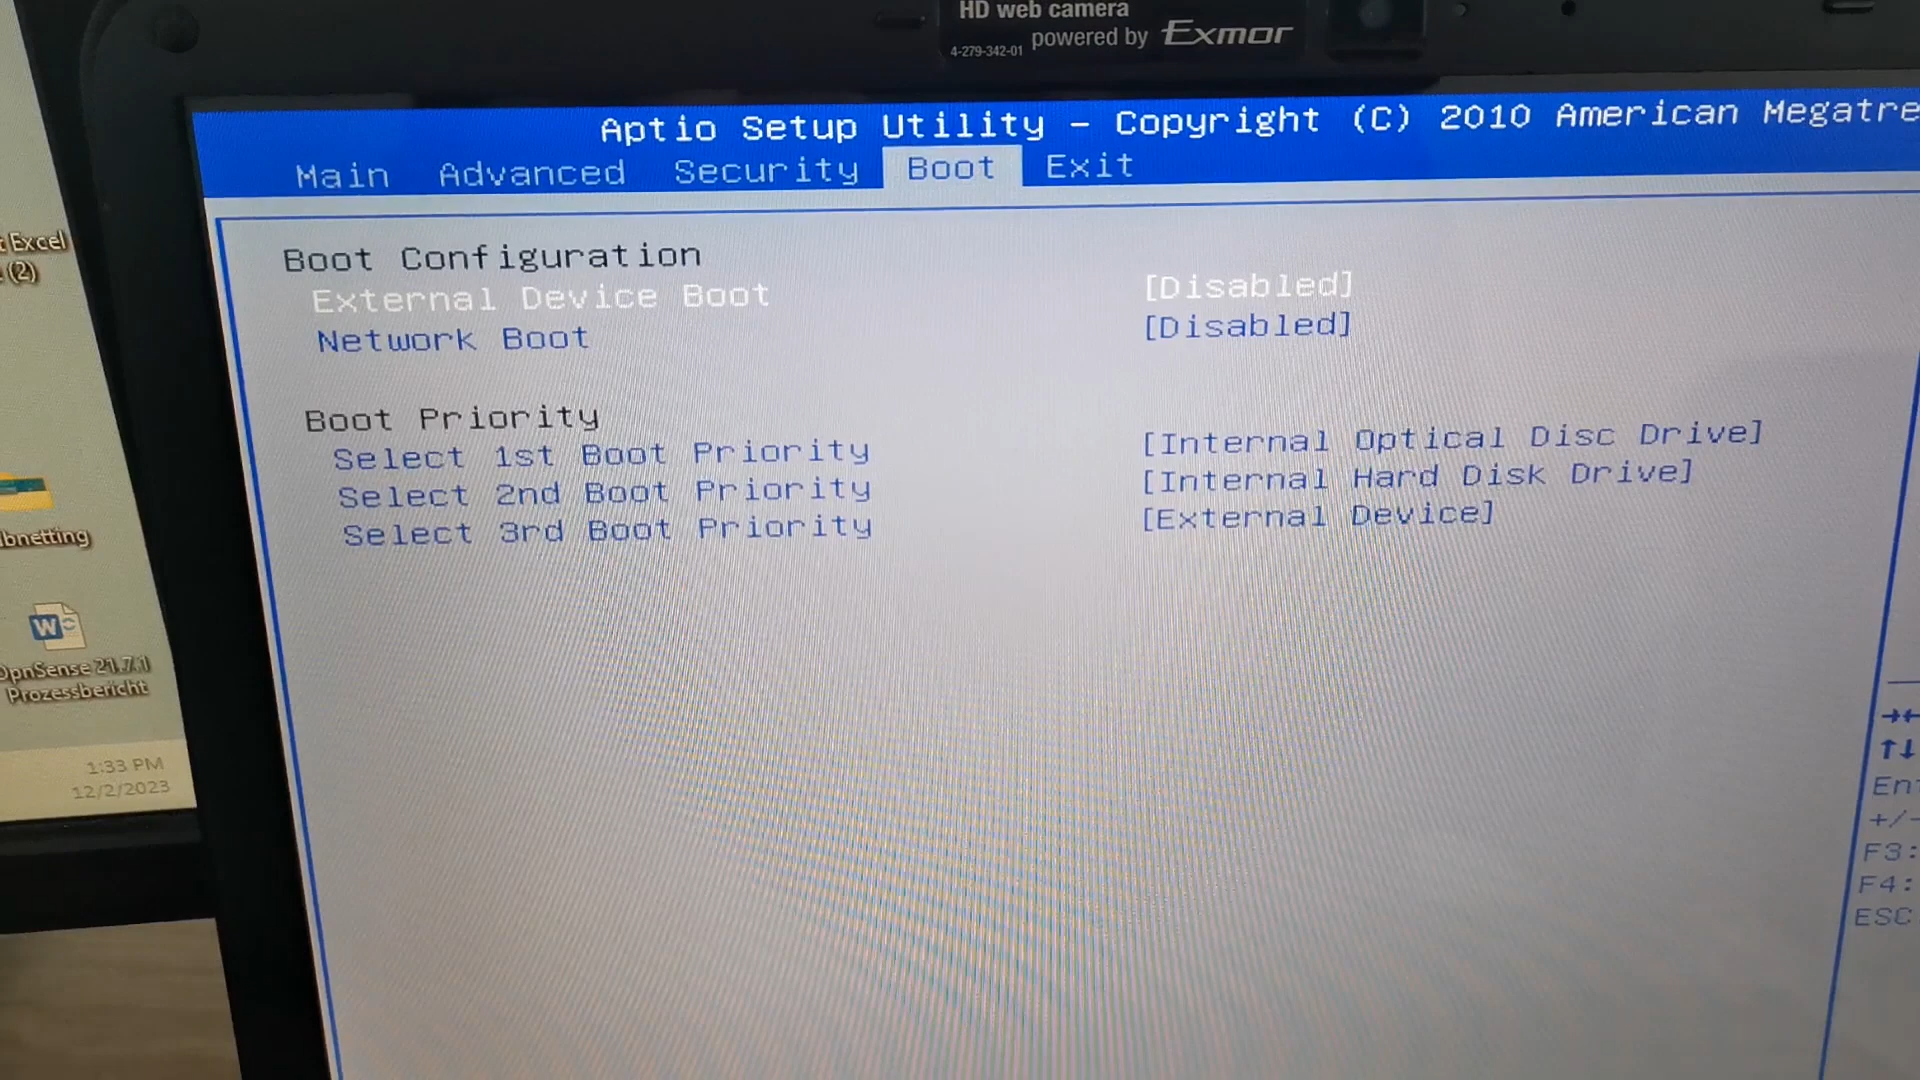 HD web camera
4-279-342-01 powered by Exmor
Aptio Setup Utility - Copyright (C) 2010 American Megatre
Main Advanced Security Boot Exit
Boot Configuration
External Device Boot [Disabled]
Network Boot [Disabled]
Boot Priority
Select 1st Boot Priority [Internal Optical Disc Drive]
Select 2nd Boot Priority [Internal Hard Disk Drive]
Select 3rd Boot Priority [External Device]
→←
↑↓
Ent
+/-
F3:
F4:
ESC
t Excel
(2)
lbnetting
OpnSense 21.7.1
Prozessbericht
1:33 PM
12/2/2023